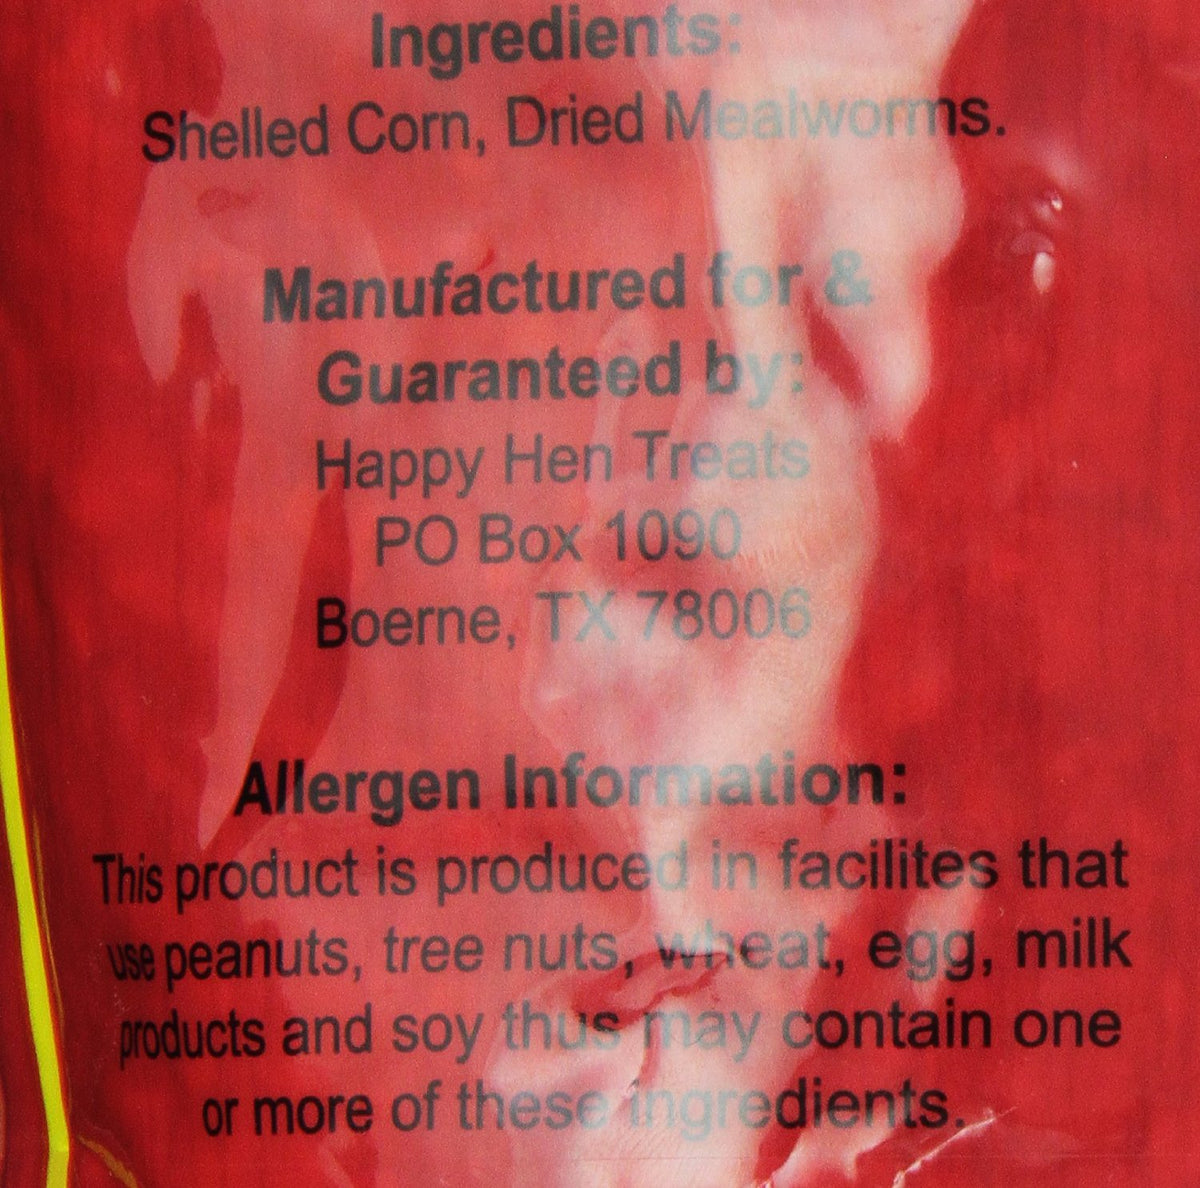 Ingredients:
Shelled Corn, Dried Mealworms.
Manufactured for &
Guaranteed by:
Happy Hen Treats
PO Box 1090
Boerne, TX 78006
Allergen Information:
This product is produced in facilites that
use peanuts, tree nuts, wheat, egg, milk
products and soy thus may contain one
or more of these ingredients.